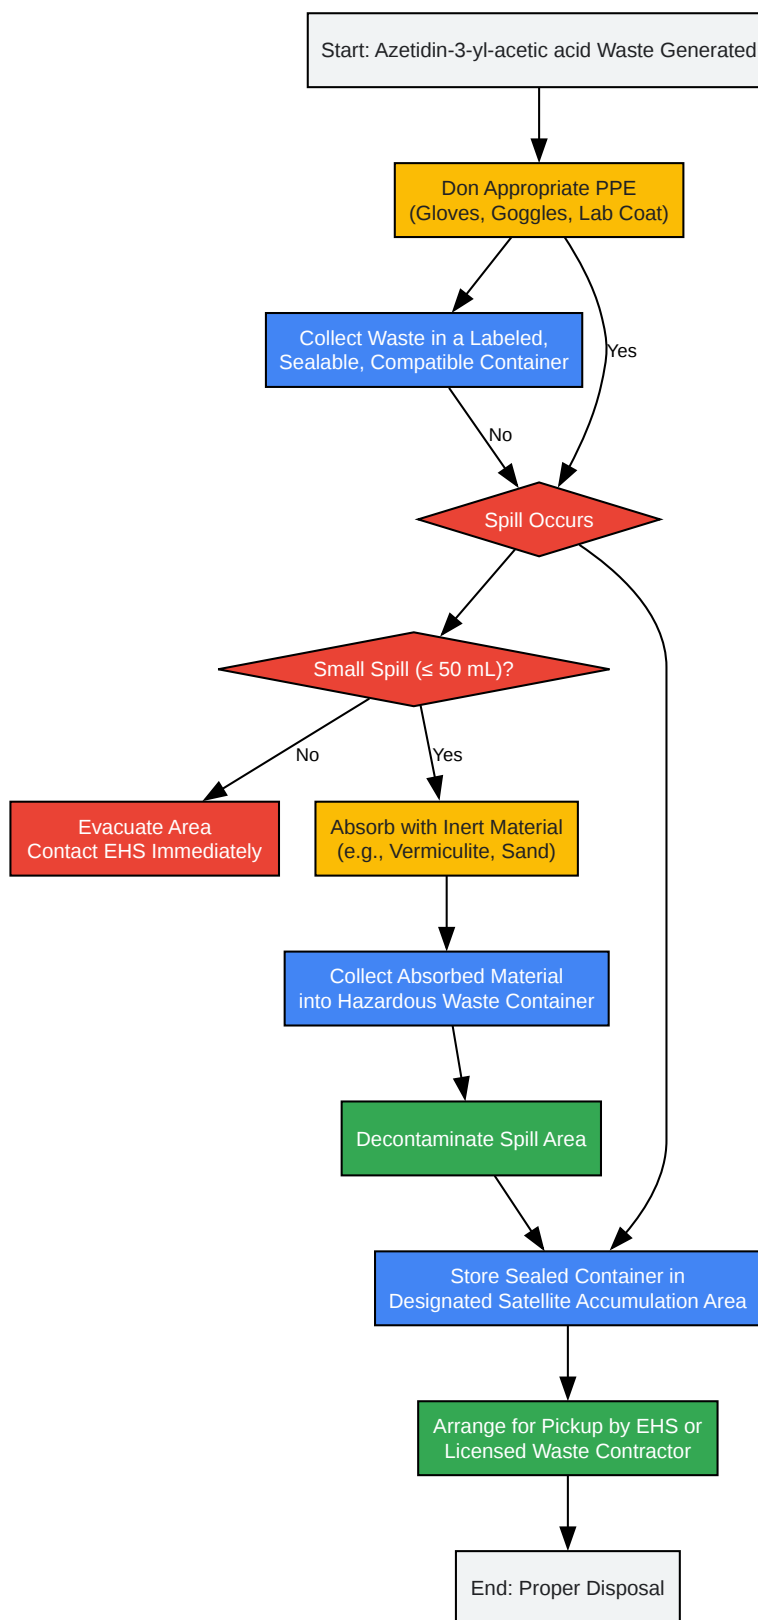 Start: Azetidin-3-yl-acetic acid Waste Generated
Don Appropriate PPE
(Gloves, Goggles, Lab Coat)
Collect Waste in a Labeled,
Sealable, Compatible Container
Yes
No
Spill Occurs
Small Spill (≤ 50 mL)?
No
Yes
Evacuate Area
Contact EHS Immediately
Absorb with Inert Material
(e.g., Vermiculite, Sand)
Collect Absorbed Material
into Hazardous Waste Container
Decontaminate Spill Area
Store Sealed Container in
Designated Satellite Accumulation Area
Arrange for Pickup by EHS or
Licensed Waste Contractor
End: Proper Disposal